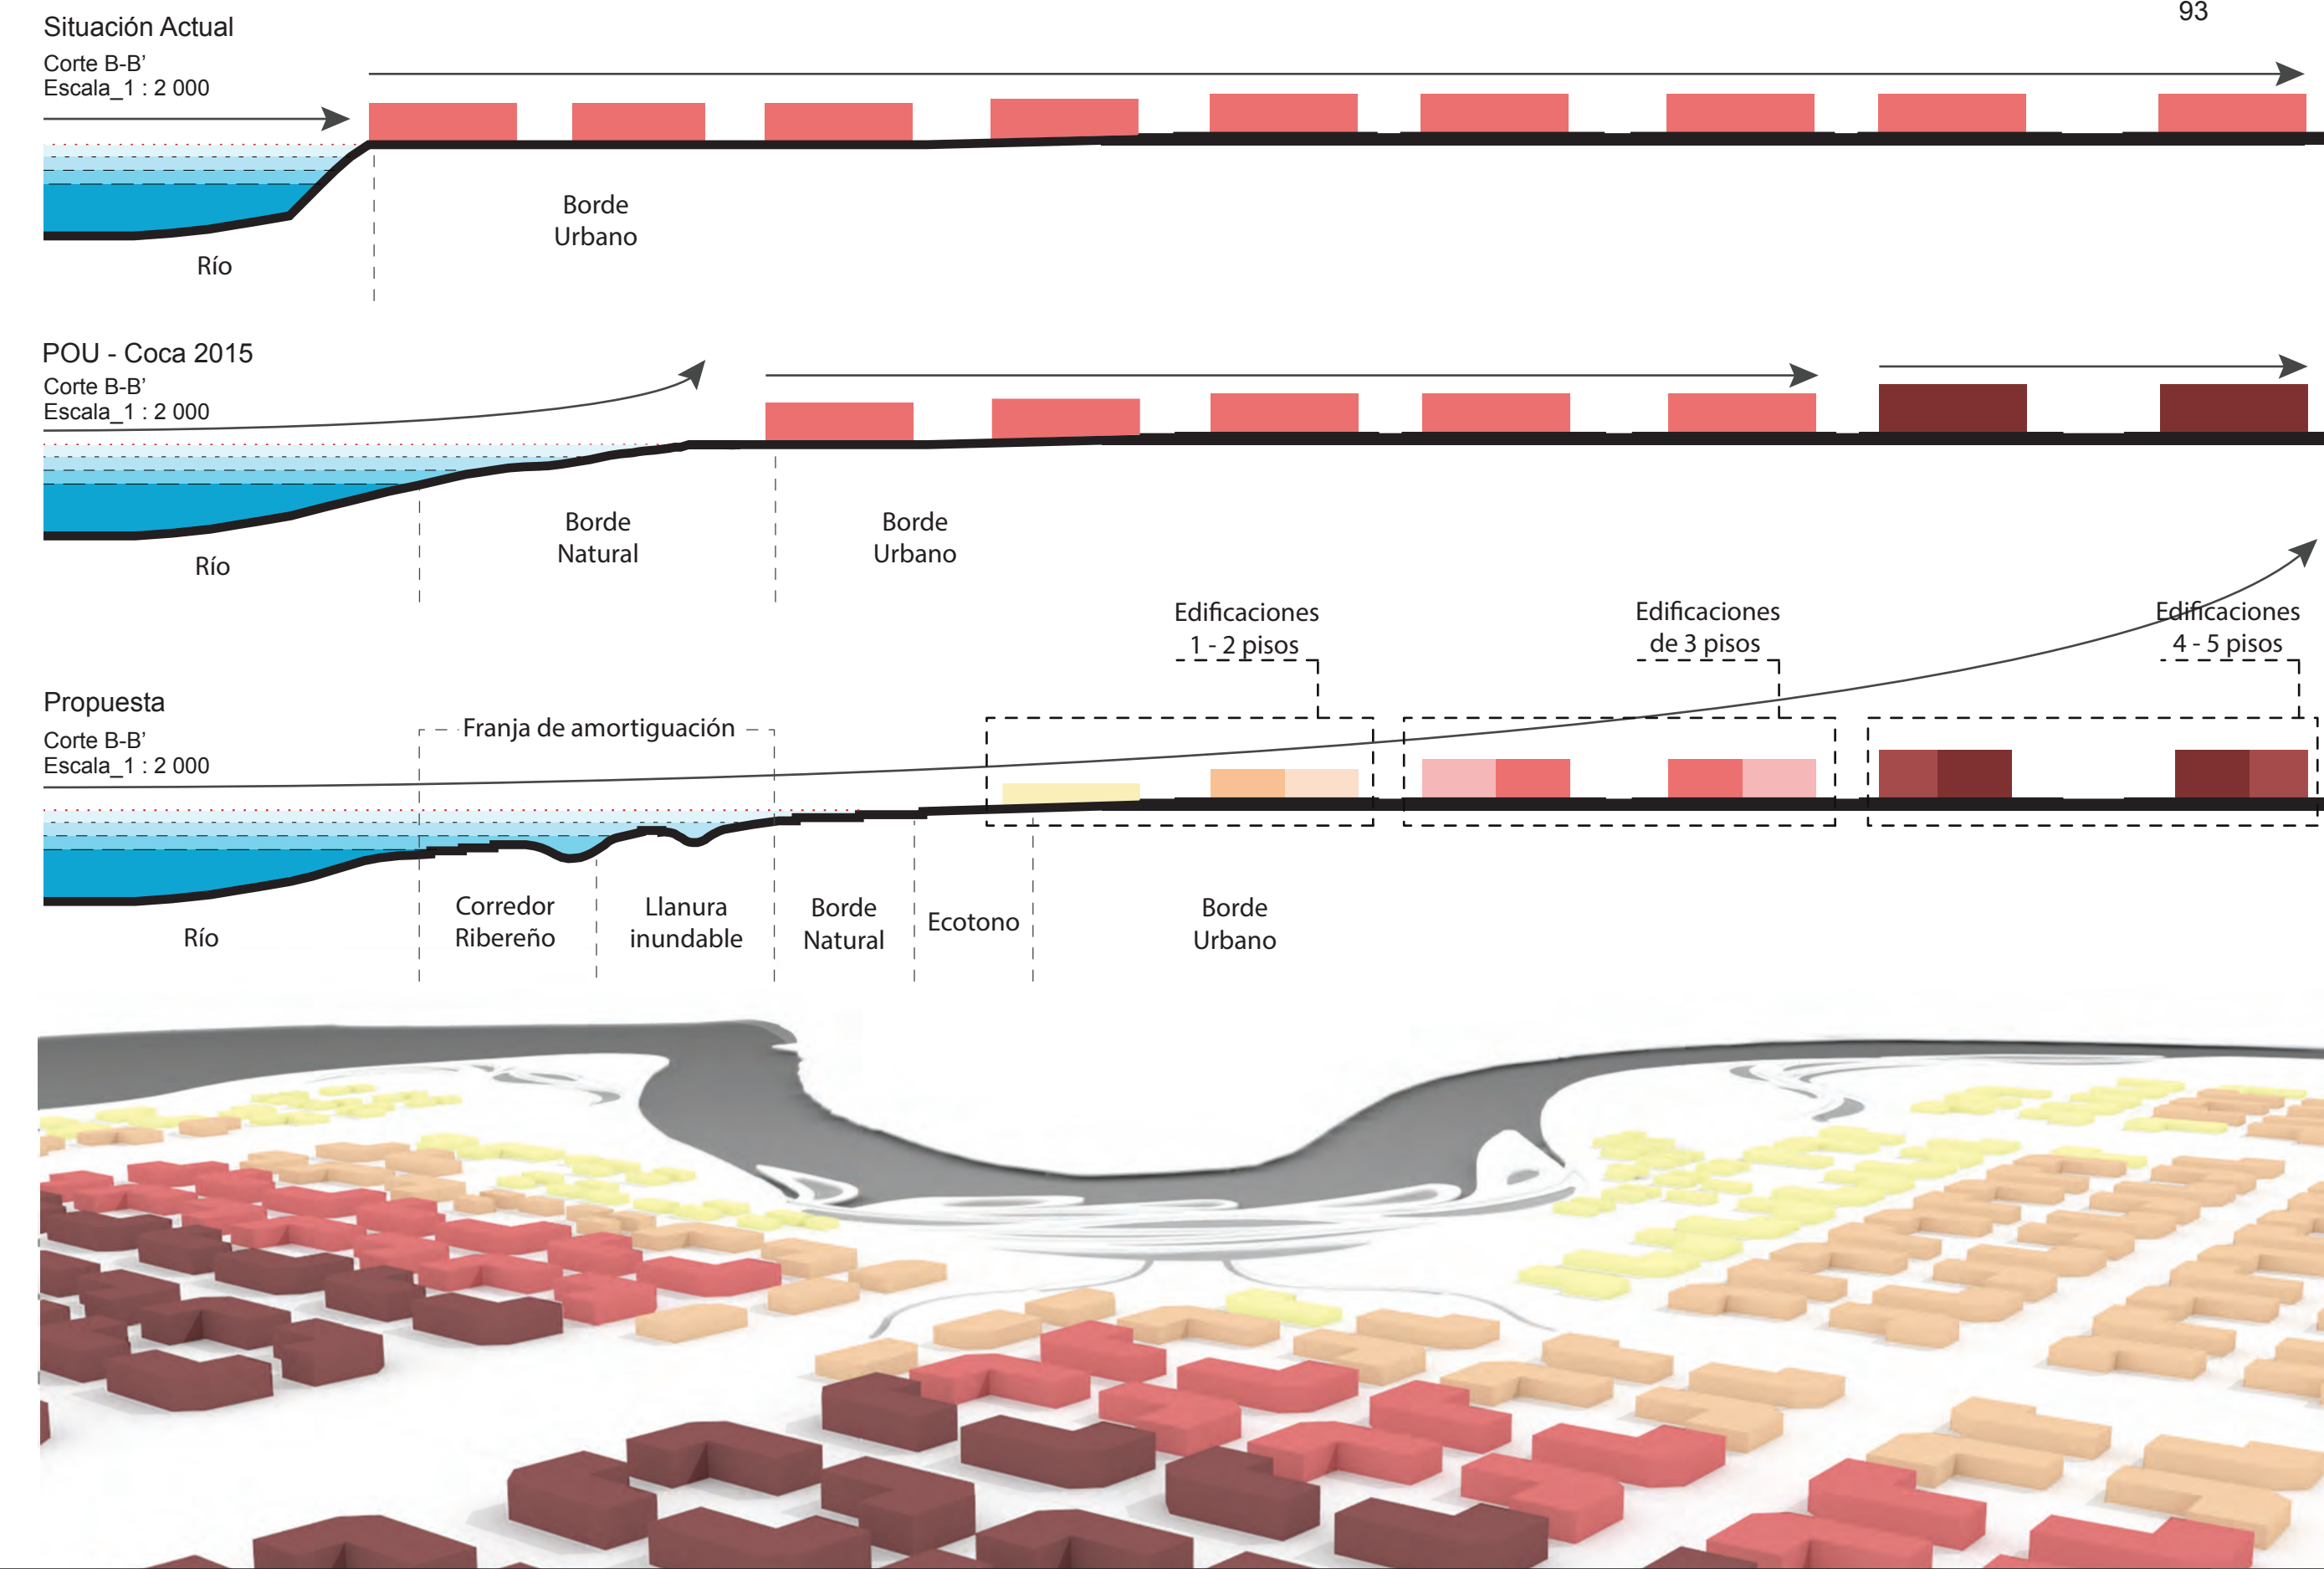 93
Situación Actual
Corte B-B’
Escala_1 : 2 000
Borde
Urbano
Río
POU - Coca 2015
Corte B-B’
Escala_1 : 2 000
Borde
Natural
Borde
Urbano
Río
Edificaciones
1 - 2 pisos
Edificaciones
de 3 pisos
Edificaciones
4 - 5 pisos
Propuesta
Corte B-B’
Escala_1 : 2 000
Franja de amortiguación
Río
Corredor
Ribereño
Llanura
inundable
Borde
Natural
Ecotono
Borde
Urbano